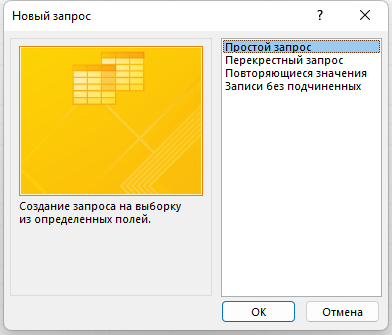 Новый запрос
?
Простой запрос
Перекрестный запрос
Повторяющиеся значения
Записи без подчиненных
Создание запроса на выборку
из определенных полей.
ОК
Отмена